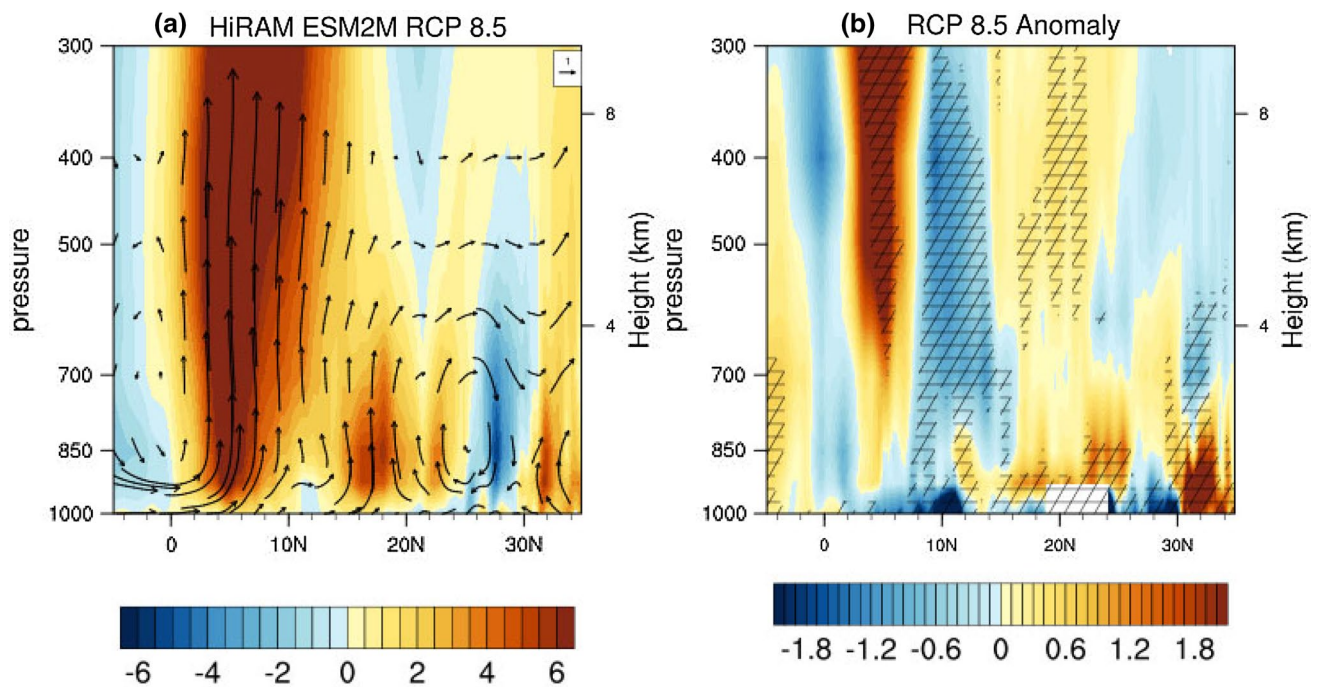 (a) HiRAM ESM2M RCP 8.5
300
400
500
700
850
1000
pressure
0
10N
20N
30N
8
4
Height (km)
1
-6 -4 -2 0 2 4 6
(b) RCP 8.5 Anomaly
300
400
500
700
850
1000
pressure
0
10N
20N
30N
8
4
Height (km)
-1.8 -1.2 -0.6 0 0.6 1.2 1.8